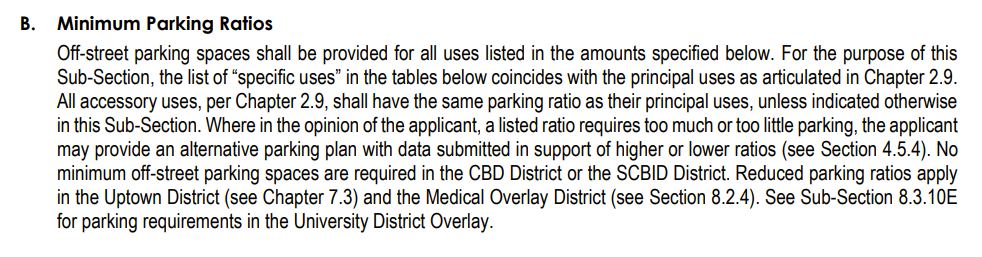 B. Minimum Parking Ratios
Off-street parking spaces shall be provided for all uses listed in the amounts specified below. For the purpose of this
Sub-Section, the list of “specific uses” in the tables below coincides with the principal uses as articulated in Chapter 2.9.
All accessory uses, per Chapter 2.9, shall have the same parking ratio as their principal uses, unless indicated otherwise
in this Sub-Section. Where in the opinion of the applicant, a listed ratio requires too much or too little parking, the applicant
may provide an alternative parking plan with data submitted in support of higher or lower ratios (see Section 4.5.4). No
minimum off-street parking spaces are required in the CBD District or the SCBID District. Reduced parking ratios apply
in the Uptown District (see Chapter 7.3) and the Medical Overlay District (see Section 8.2.4). See Sub-Section 8.3.10E
for parking requirements in the University District Overlay.